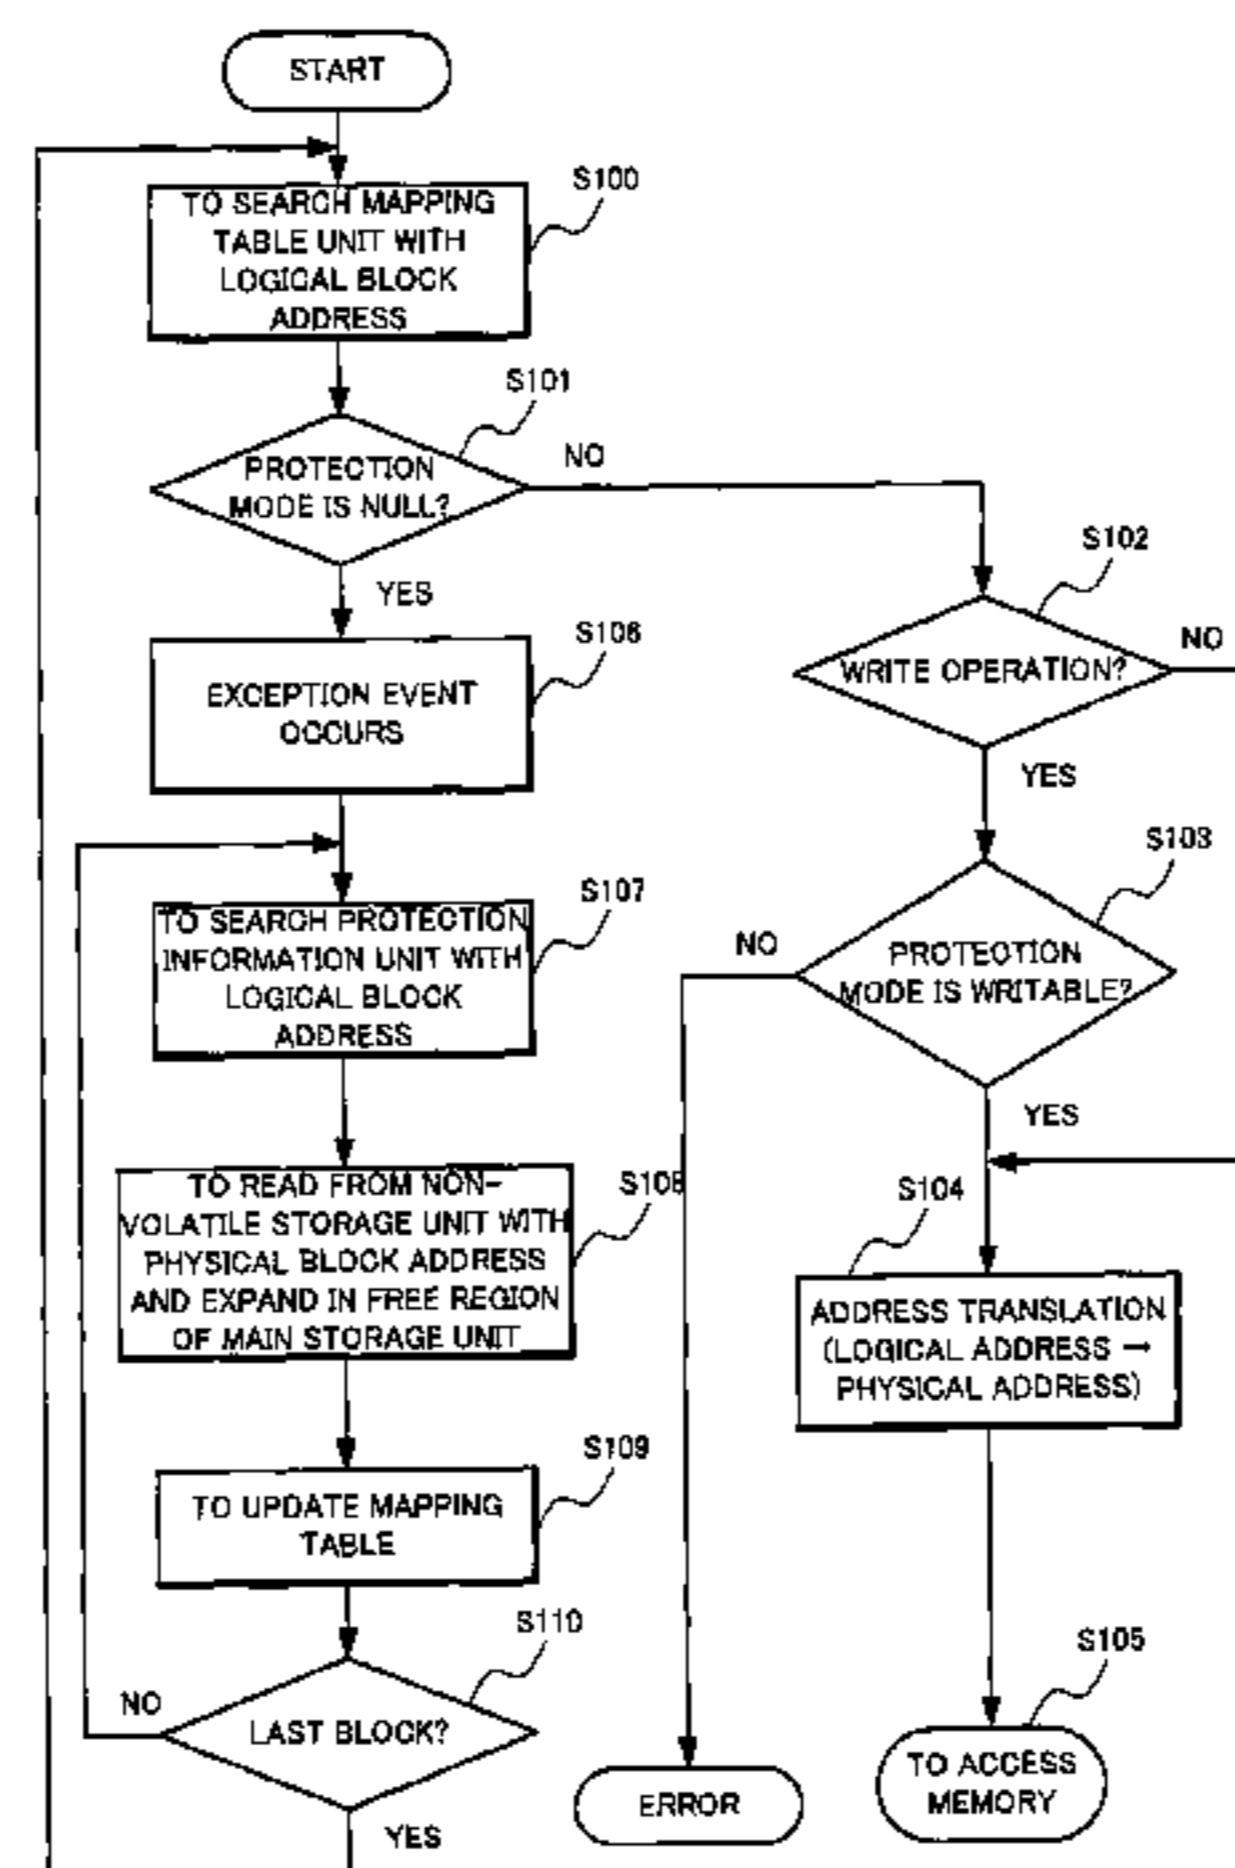 START
S100
TO SEARCH MAPPING
TABLE UNIT WITH
LOGICAL BLOCK
ADDRESS
S101
PROTECTION
MODE IS NULL?
NO
YES
S102
WRITE OPERATION?
NO
YES
S106
EXCEPTION EVENT
OCCURS
S103
PROTECTION
MODE IS WRITABLE?
NO
YES
S107
TO SEARCH PROTECTION
INFORMATION UNIT WITH
LOGICAL BLOCK
ADDRESS
S108
TO READ FROM NON-
VOLATILE STORAGE UNIT WITH
PHYSICAL BLOCK ADDRESS
AND EXPAND IN FREE REGION
OF MAIN STORAGE UNIT
S104
ADDRESS TRANSLATION
(LOGICAL ADDRESS →
PHYSICAL ADDRESS)
S109
TO UPDATE MAPPING
TABLE
S110
LAST BLOCK?
NO
YES
ERROR
S105
TO ACCESS
MEMORY